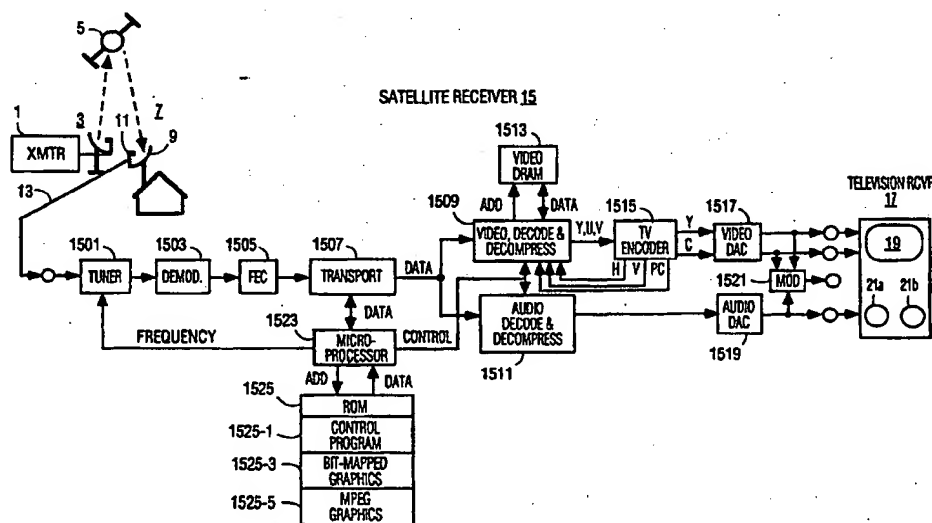 5
SATELLITE RECEIVER 15
7
1
3
11
9
XMTR
13
1513
VIDEO
DRAM
ADD
DATA
1509
1515
1517
TELEVISION RCVR
17
1501
1503
1505
1507
TUNER
DEMOD.
FEC
TRANSPORT
DATA
VIDEO, DECODE &
DECOMPRESS
Y,U,V
TV
ENCODER
Y
C
VIDEO
DAC
19
H
V
PC
1521
MOD
21a
21b
1523
DATA
FREQUENCY
MICRO-
PROCESSOR
CONTROL
AUDIO
DECODE &
DECOMPRESS
1511
AUDIO
DAC
1519
ADD
DATA
1525
ROM
1525-1
CONTROL
PROGRAM
1525-3
BIT-MAPPED
GRAPHICS
1525-5
MPEG
GRAPHICS